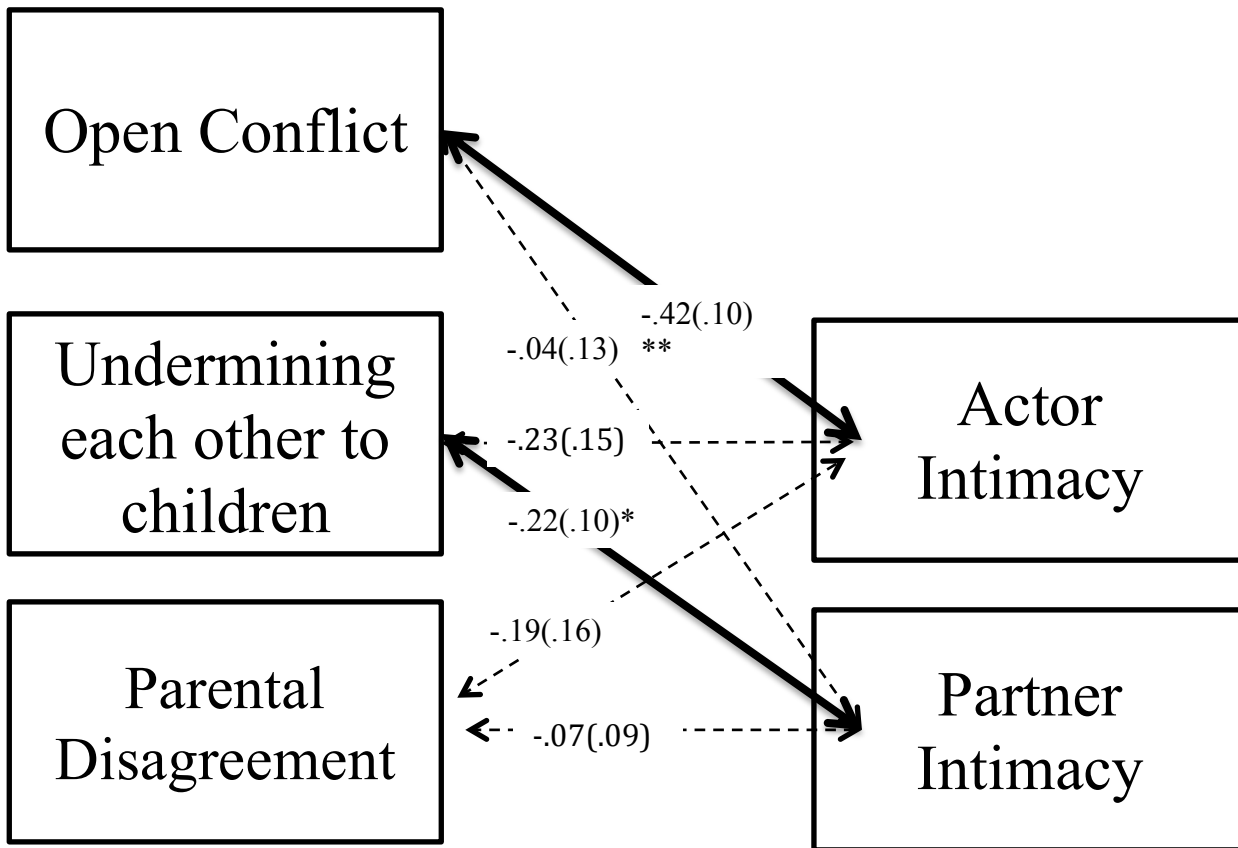 Open Conflict
-.42(.10)
-.04(.13) **
Undermining
each other to
children
-.23(.15)
Actor
Intimacy
-.22(.10)*
-.19(.16)
Parental
Disagreement
-.07(.09)
Partner
Intimacy